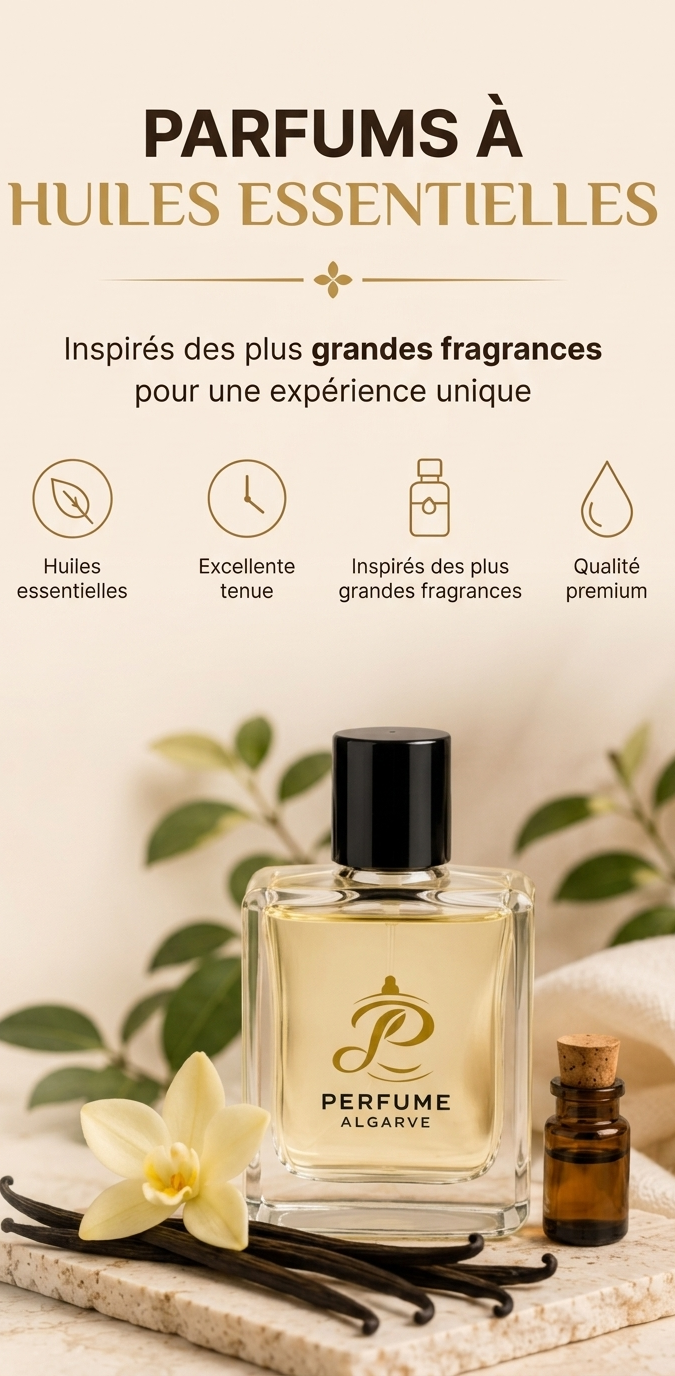 PARFUMS À
HUILES ESSENTIELLES
Inspirés des plus grandes fragrances
pour une expérience unique
Huiles
essentielles
Excellente
tenue
Inspirés des plus
grandes fragrances
Qualité
premium
P
PERFUME
ALGARVE